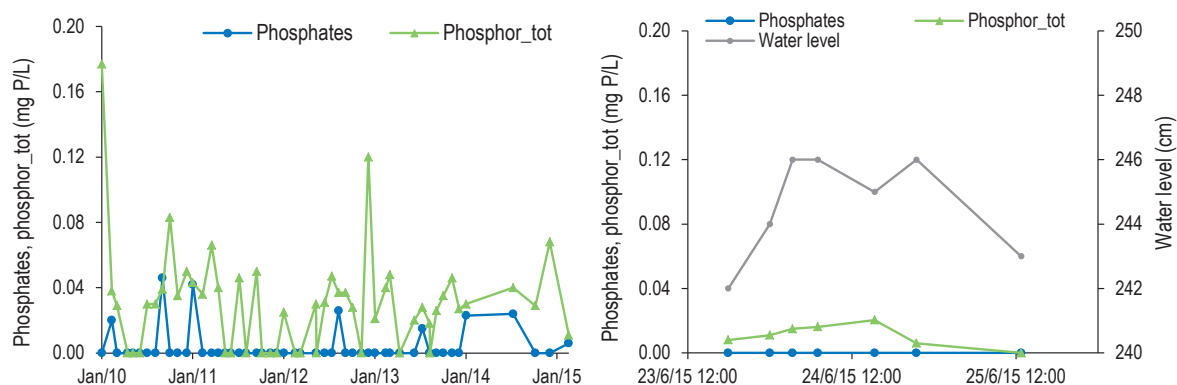 Phosphates
Phosphor_tot
Phosphates, phosphor_tot (mg P/L)
0.20
0.16
0.12
0.08
0.04
0.00
Jan/10
Jan/11
Jan/12
Jan/13
Jan/14
Jan/15
Phosphates
Phosphor_tot
Water level
Phosphates, phosphor_tot (mg P/L)
0.20
0.16
0.12
0.08
0.04
0.00
23/6/15 12:00
24/6/15 12:00
25/6/15 12:00
250
248
246
244
242
240
Water level (cm)